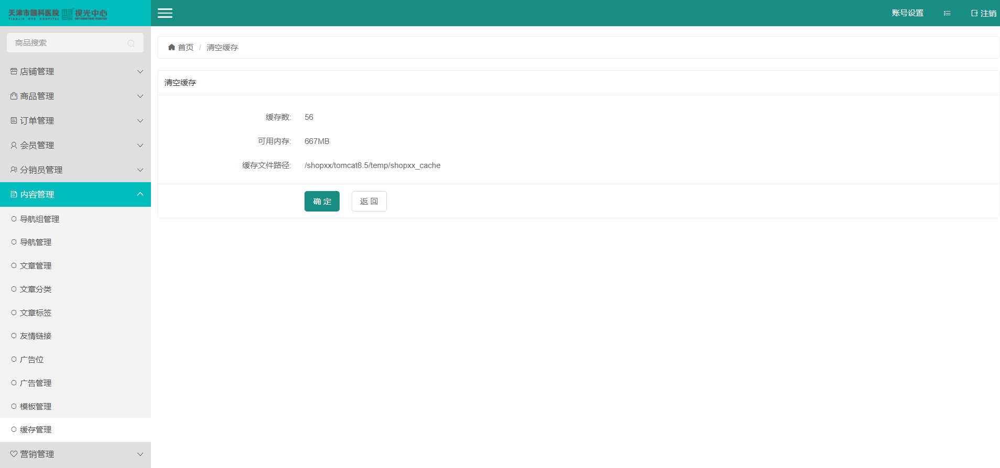 天津市眼科医院 视光中心
TIANJIN EYE HOSPITAL OPTOMETRIC CENTER
账号设置
注销
商品搜索
店铺管理
商品管理
订单管理
会员管理
分销员管理
内容管理
导航组管理
导航管理
文章管理
文章分类
文章标签
友情链接
广告位
广告管理
模板管理
缓存管理
营销管理
首页 / 清空缓存
清空缓存
缓存数: 56
可用内存: 667MB
缓存文件路径: /shopxx/tomcat8.5/temp/shopxx_cache
确 定 返 回